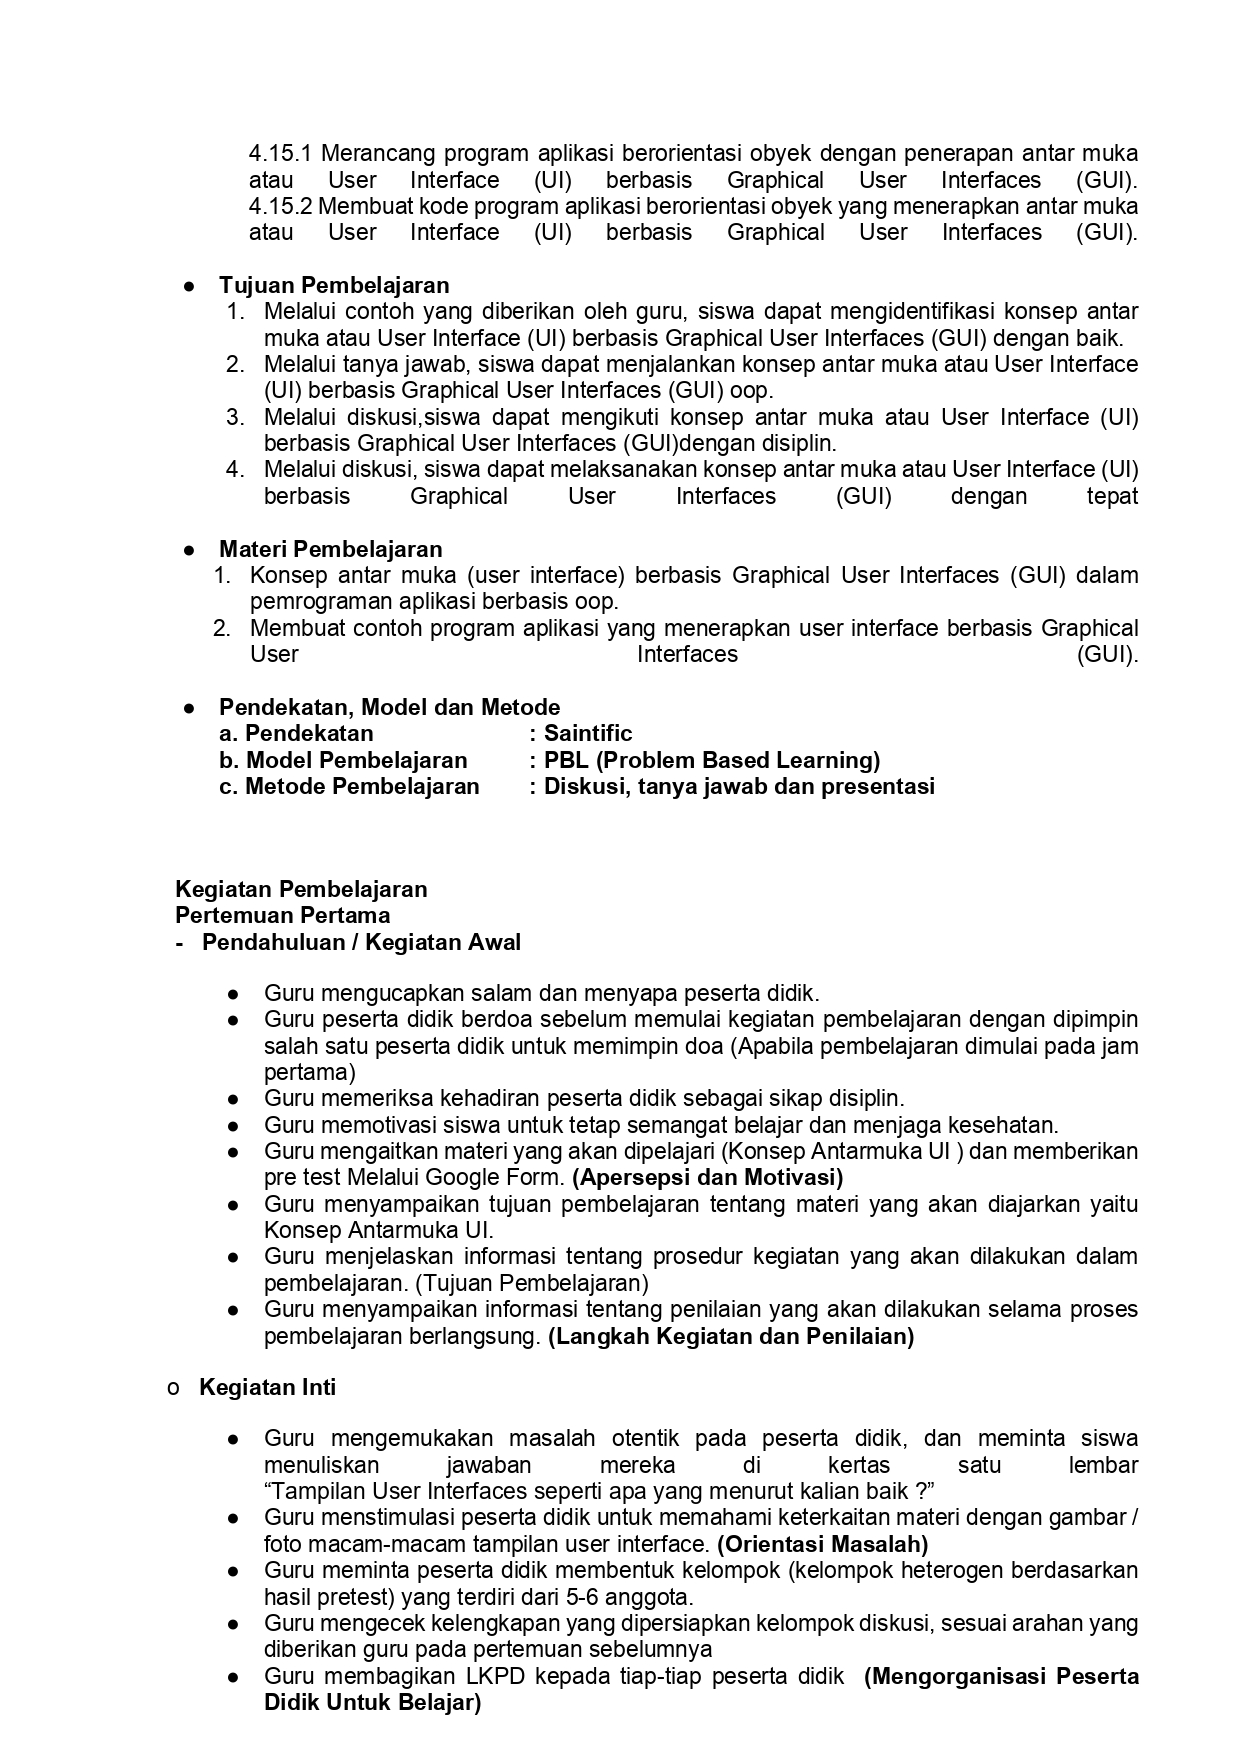 4.15.1 Merancang program aplikasi berorientasi obyek dengan penerapan antar muka
atau User Interface (UI) berbasis Graphical User Interfaces (GUI).
4.15.2 Membuat kode program aplikasi berorientasi obyek yang menerapkan antar muka
atau User Interface (UI) berbasis Graphical User Interfaces (GUI).
● Tujuan Pembelajaran
1. Melalui contoh yang diberikan oleh guru, siswa dapat mengidentifikasi konsep antar
muka atau User Interface (UI) berbasis Graphical User Interfaces (GUI) dengan baik.
2. Melalui tanya jawab, siswa dapat menjalankan konsep antar muka atau User Interface
(UI) berbasis Graphical User Interfaces (GUI) oop.
3. Melalui diskusi,siswa dapat mengikuti konsep antar muka atau User Interface (UI)
berbasis Graphical User Interfaces (GUI)dengan disiplin.
4. Melalui diskusi, siswa dapat melaksanakan konsep antar muka atau User Interface (UI)
berbasis Graphical User Interfaces (GUI) dengan tepat
● Materi Pembelajaran
1. Konsep antar muka (user interface) berbasis Graphical User Interfaces (GUI) dalam
pemrograman aplikasi berbasis oop.
2. Membuat contoh program aplikasi yang menerapkan user interface berbasis Graphical
User Interfaces (GUI).
● Pendekatan, Model dan Metode
a. Pendekatan : Saintific
b. Model Pembelajaran : PBL (Problem Based Learning)
c. Metode Pembelajaran : Diskusi, tanya jawab dan presentasi
Kegiatan Pembelajaran
Pertemuan Pertama
- Pendahuluan / Kegiatan Awal
● Guru mengucapkan salam dan menyapa peserta didik.
● Guru peserta didik berdoa sebelum memulai kegiatan pembelajaran dengan dipimpin
salah satu peserta didik untuk memimpin doa (Apabila pembelajaran dimulai pada jam
pertama)
● Guru memeriksa kehadiran peserta didik sebagai sikap disiplin.
● Guru memotivasi siswa untuk tetap semangat belajar dan menjaga kesehatan.
● Guru mengaitkan materi yang akan dipelajari (Konsep Antarmuka UI ) dan memberikan
pre test Melalui Google Form. (Apersepsi dan Motivasi)
● Guru menyampaikan tujuan pembelajaran tentang materi yang akan diajarkan yaitu
Konsep Antarmuka UI.
● Guru menjelaskan informasi tentang prosedur kegiatan yang akan dilakukan dalam
pembelajaran. (Tujuan Pembelajaran)
● Guru menyampaikan informasi tentang penilaian yang akan dilakukan selama proses
pembelajaran berlangsung. (Langkah Kegiatan dan Penilaian)
o Kegiatan Inti
● Guru mengemukakan masalah otentik pada peserta didik, dan meminta siswa
menuliskan jawaban mereka di kertas satu lembar
“Tampilan User Interfaces seperti apa yang menurut kalian baik ?”
● Guru menstimulasi peserta didik untuk memahami keterkaitan materi dengan gambar /
foto macam-macam tampilan user interface. (Orientasi Masalah)
● Guru meminta peserta didik membentuk kelompok (kelompok heterogen berdasarkan
hasil pretest) yang terdiri dari 5-6 anggota.
● Guru mengecek kelengkapan yang dipersiapkan kelompok diskusi, sesuai arahan yang
diberikan guru pada pertemuan sebelumnya
● Guru membagikan LKPD kepada tiap-tiap peserta didik (Mengorganisasi Peserta
Didik Untuk Belajar)